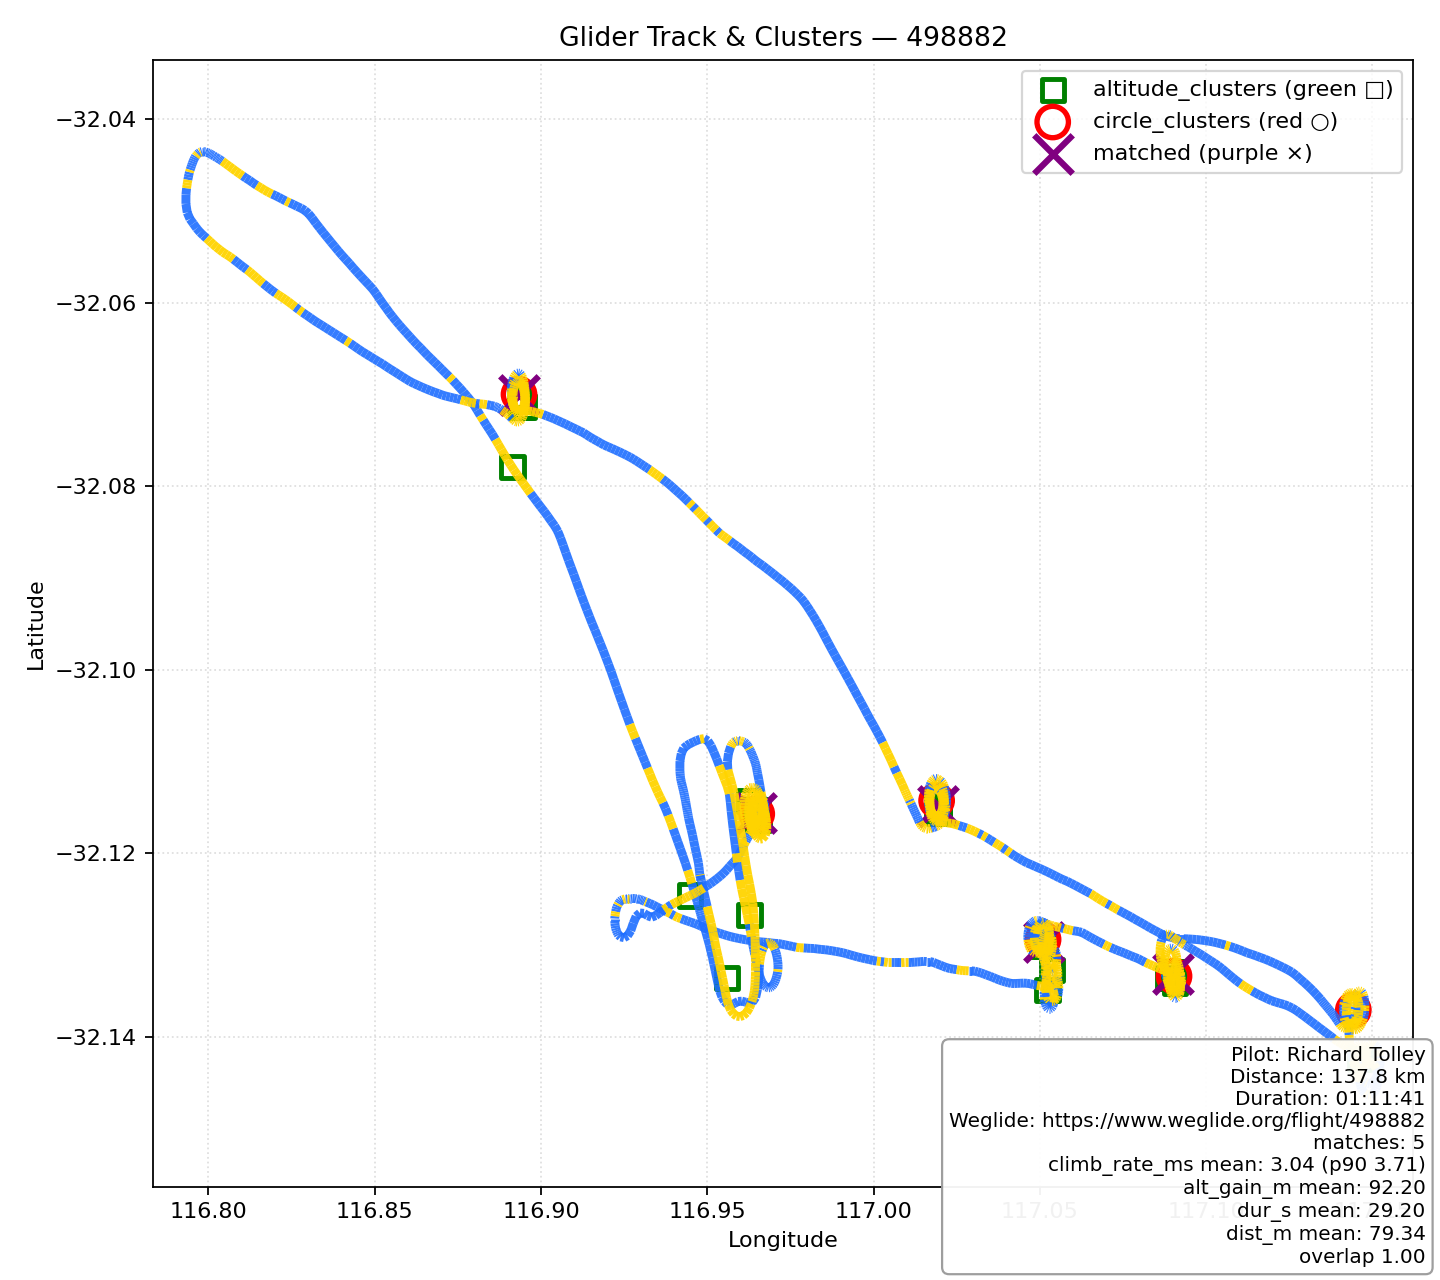 Glider Track & Clusters — 498882
altitude_clusters (green □)
circle_clusters (red ○)
matched (purple ×)
−32.04
−32.06
−32.08
−32.10
−32.12
−32.14
Latitude
116.80
116.85
116.90
116.95
117.00
117.05
117.10
Longitude
Pilot: Richard Tolley
Distance: 137.8 km
Duration: 01:11:41
Weglide: https://www.weglide.org/flight/498882
matches: 5
climb_rate_ms mean: 3.04 (p90 3.71)
alt_gain_m mean: 92.20
dur_s mean: 29.20
dist_m mean: 79.34
overlap 1.00